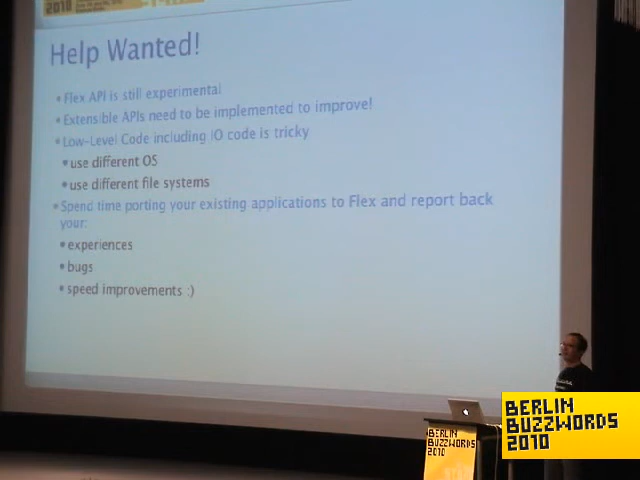 2010
Help Wanted!
• Flex API is still experimental
• Extensible APIs need to be implemented to improve!
• Low-Level Code including IO code is tricky
• use different OS
• use different file systems
• Spend time porting your existing applications to Flex and report back
your:
• experiences
• bugs
• speed improvements :)
BERLIN
BUZZWORDS
2010
BERLIN
BUZZWORDS
2010